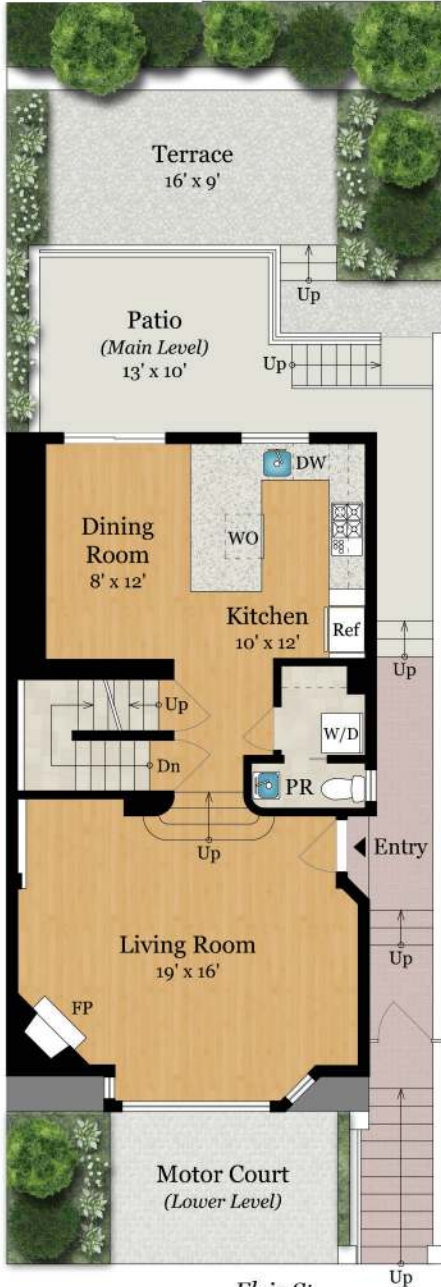 Terrace
16' x 9'
Up
Patio
(Main Level)
13' x 10'
Up
DW
Dining
Room
8' x 12'
WO
Kitchen
10' x 12'
Ref
Up
Up
W/D
Dn
PR
Up
Entry
Living Room
19' x 16'
Up
FP
Motor Court
(Lower Level)
Up